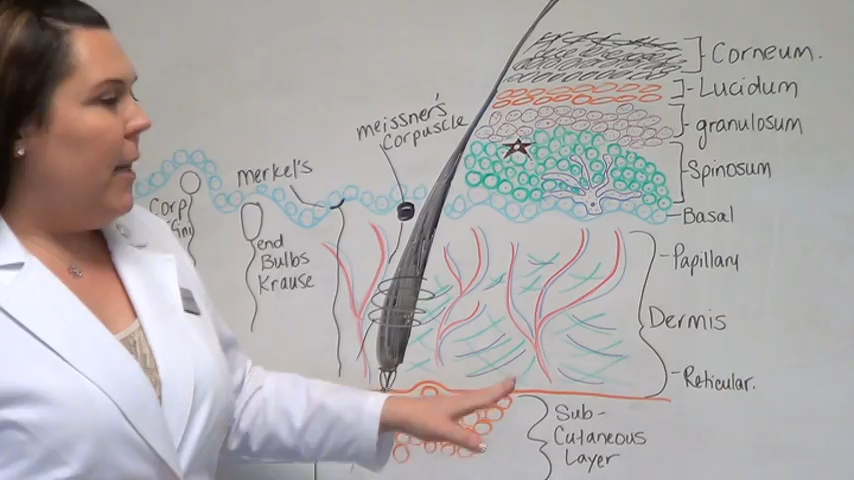 Corneum.
Lucidum
granulosum
Spinosum
Basal
meissner's
Corpuscle
merkel's
Corp
end
Bulbs
Krause
Papillary
Dermis
Reticular.
Sub-
Cutaneous
Layer